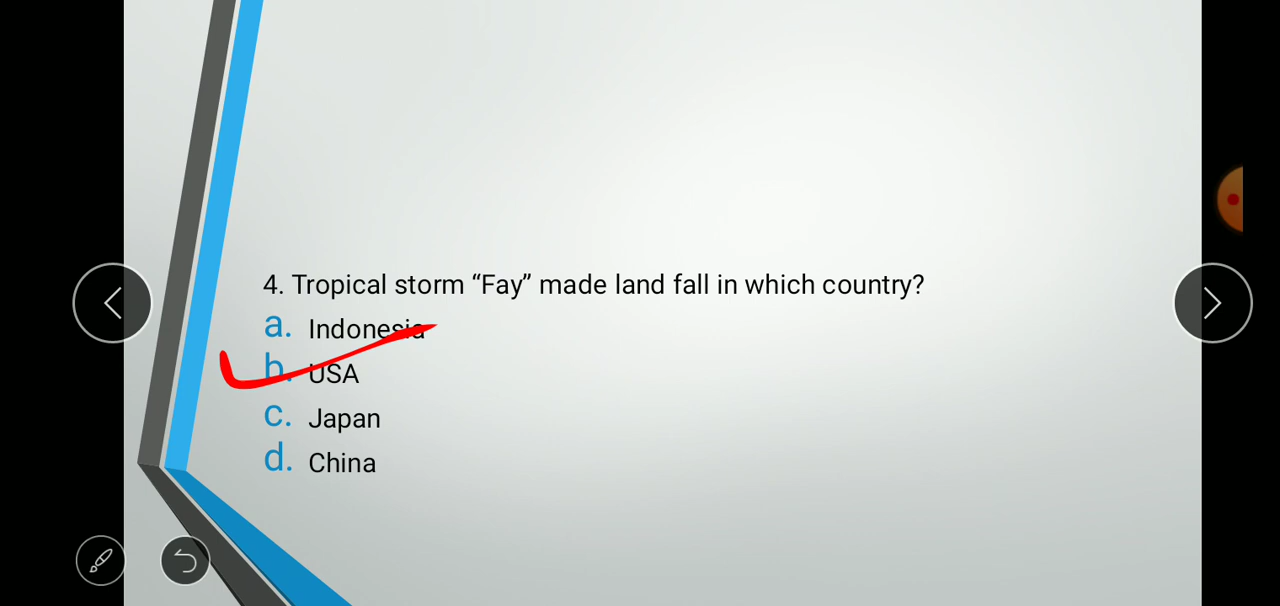 4. Tropical storm “Fay” made land fall in which country?
a. Indonesia
b. USA
c. Japan
d. China